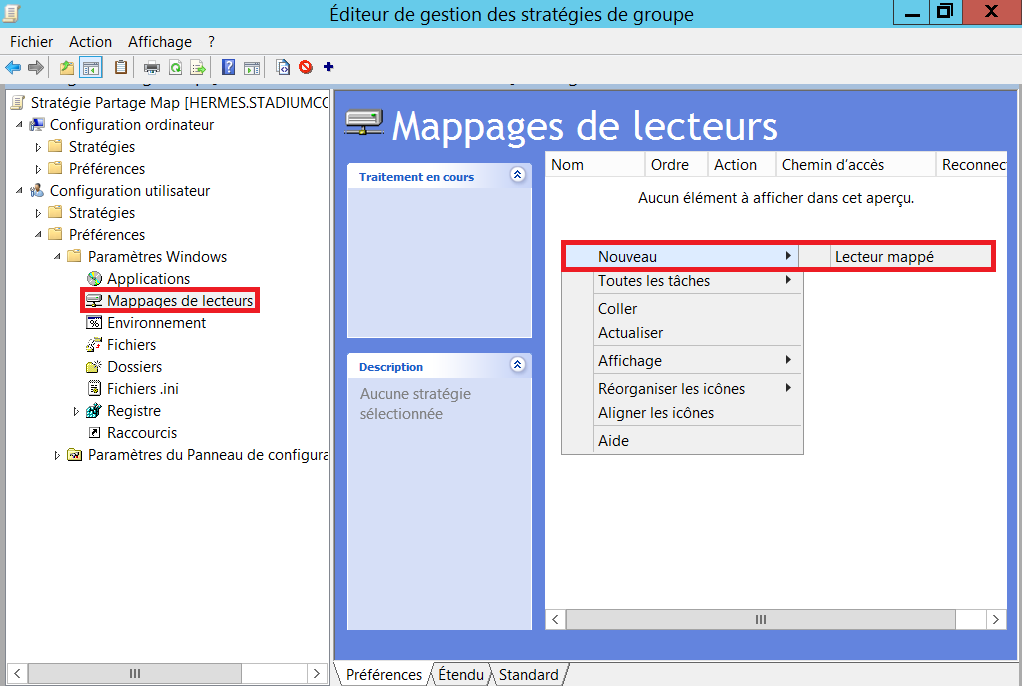 Éditeur de gestion des stratégies de groupe
Fichier Action Affichage ?
Stratégie Partage Map [HERMES.STADIUMCO
Configuration ordinateur
Stratégies
Préférences
Configuration utilisateur
Stratégies
Préférences
Paramètres Windows
Applications
Mappages de lecteurs
Environnement
Fichiers
Dossiers
Fichiers .ini
Registre
Raccourcis
Paramètres du Panneau de configura
Mappages de lecteurs
Traitement en cours
Description
Aucune stratégie
sélectionnée
Nom Ordre Action Chemin d'accès Reconnec
Aucun élément à afficher dans cet aperçu.
Nouveau Lecteur mappé
Toutes les tâches
Coller
Actualiser
Affichage
Réorganiser les icônes
Aligner les icônes
Aide
Préférences Étendu Standard